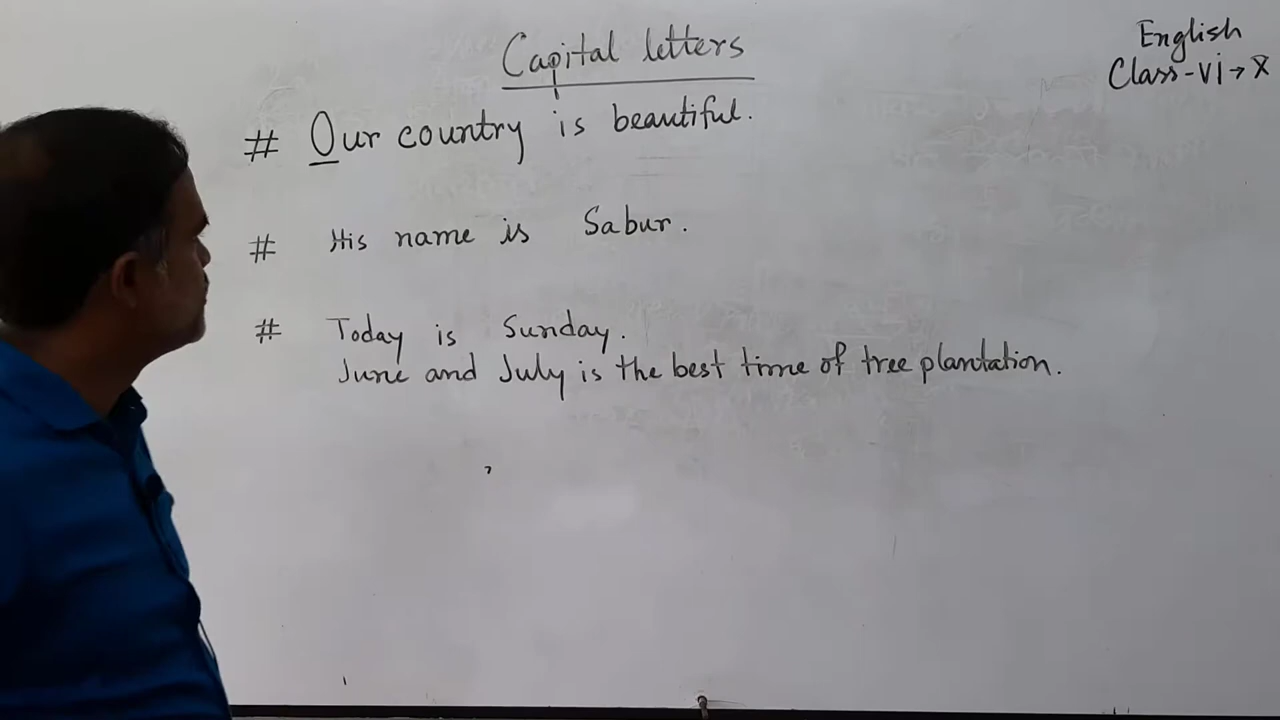 Capital letters
English
Class-vi→X
# Our country is beautiful.
# His name is Sabur.
# Today is Sunday.
June and July is the best time of tree plantation.